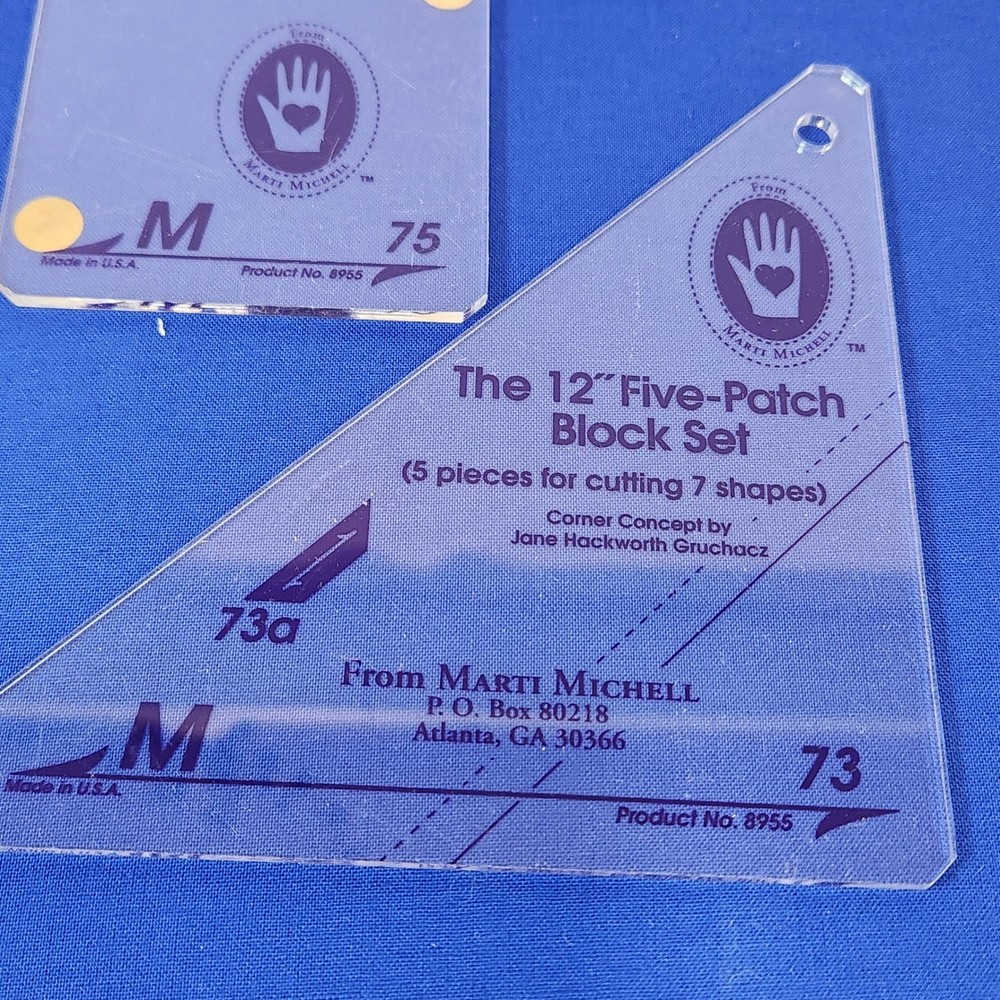 From
MARTI MICHELL
TM
M
75
Made in U.S.A.
Product No. 8955
From
MARTI MICHELL
TM
The 12″ Five-Patch
Block Set
(5 pieces for cutting 7 shapes)
Corner Concept by
Jane Hackworth Gruchacz
73a
From MARTI MICHELL
P. O. Box 80218
Atlanta, GA 30366
M
73
Made in U.S.A.
Product No. 8955